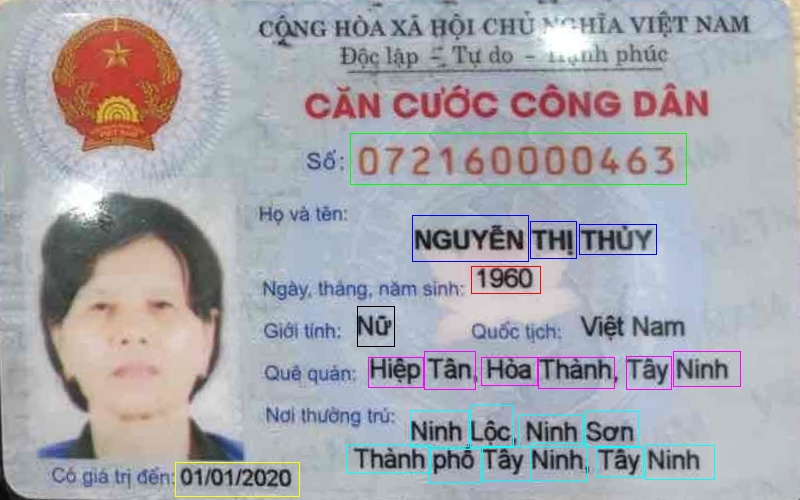 CỘNG HÒA XÃ HỘI CHỦ NGHĨA VIỆT NAM
Độc lập - Tự do - Hạnh phúc
CĂN CƯỚC CÔNG DÂN
Số: 072160000463
Họ và tên:
NGUYỄN THỊ THỦY
Ngày, tháng, năm sinh: 1960
Giới tính: Nữ Quốc tịch: Việt Nam
Quê quán: Hiệp Tân, Hòa Thành, Tây Ninh
Nơi thường trú: Ninh Lộc, Ninh Sơn
Thành phố Tây Ninh, Tây Ninh
Có giá trị đến: 01/01/2020